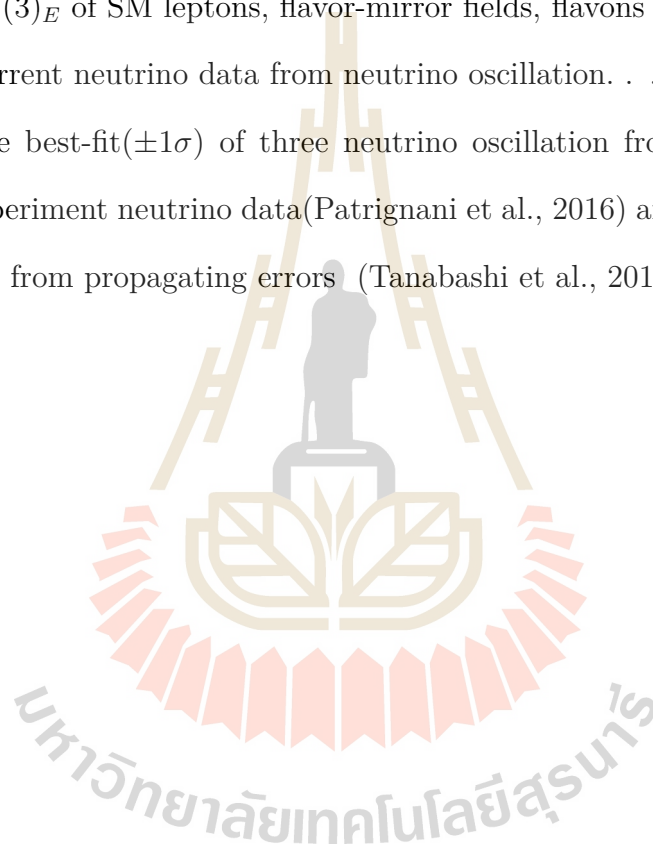 (3)E of SM leptons, flavor-mirror fields, flavons
rrent neutrino data from neutrino oscillation. . .
e best-fit(±1σ) of three neutrino oscillation fro
periment neutrino data(Patrignani et al., 2016) a
from propagating errors (Tanabashi et al., 201
มหาวิทยาลัยเทคโนโลยีสุรนารี